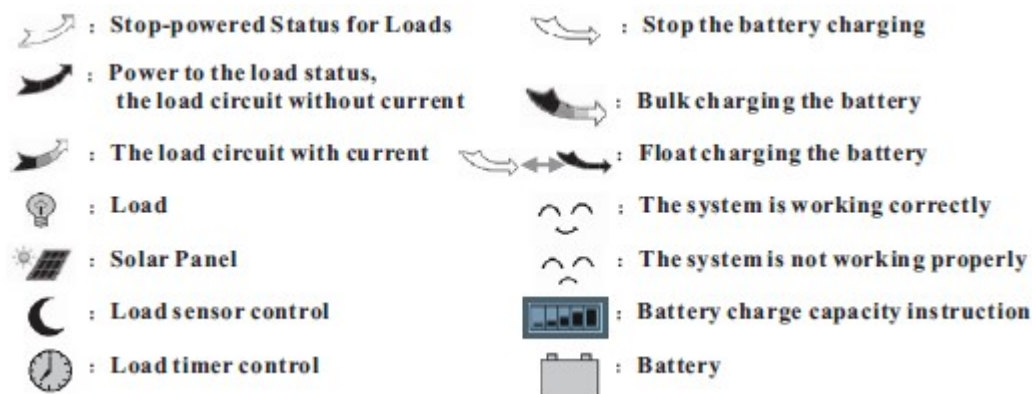 : Stop-powered Status for Loads
: Stop the battery charging
: Power to the load status,
the load circuit without current
: Bulk charging the battery
: The load circuit with current
: Float charging the battery
: Load
: The system is working correctly
: Solar Panel
: The system is not working properly
: Load sensor control
: Battery charge capacity instruction
: Load timer control
: Battery